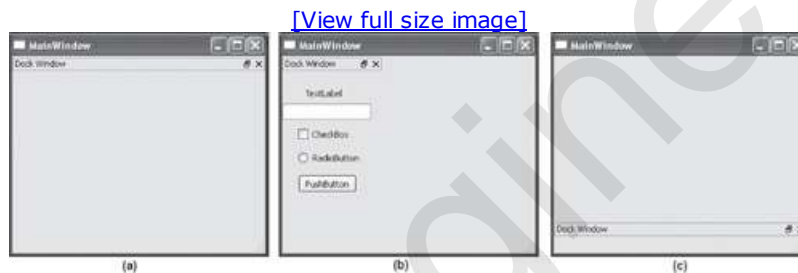 [View full size image]
MainWindow
Dock Window
(a)
MainWindow
Dock Window
TextLabel
CheckBox
RadioButton
PushButton
(b)
MainWindow
Dock Window
(c)